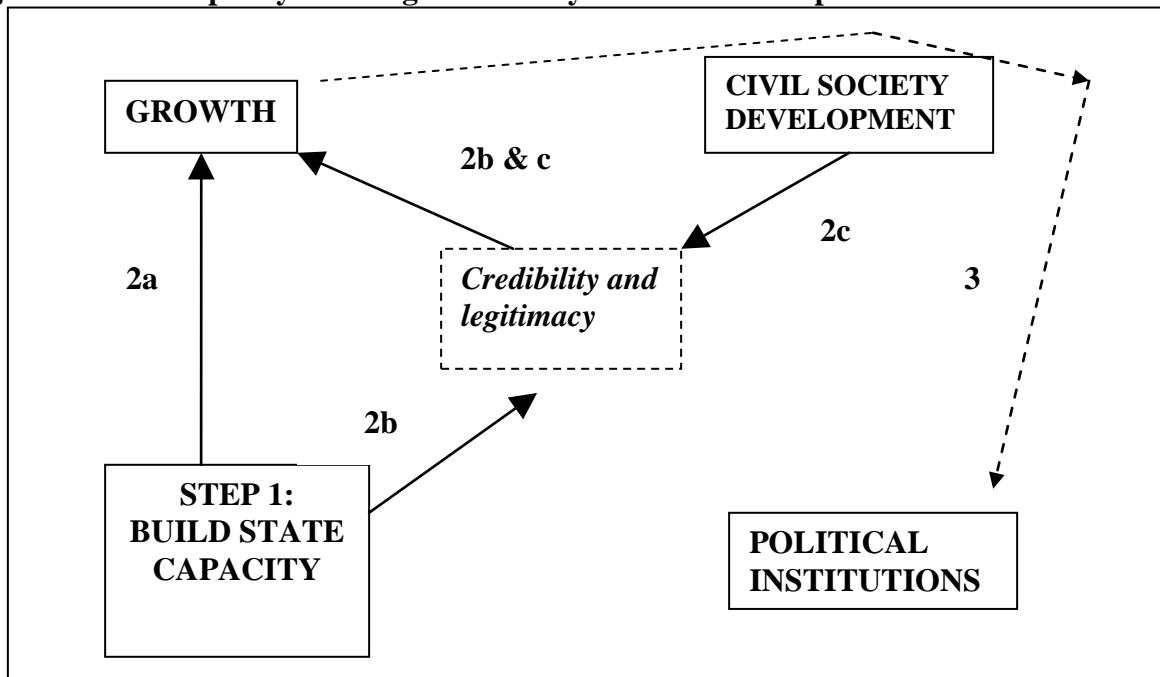 GROWTH
CIVIL SOCIETY
DEVELOPMENT
2b & c
2c
2a
Credibility and
legitimacy
3
2b
STEP 1:
BUILD STATE
CAPACITY
POLITICAL
INSTITUTIONS